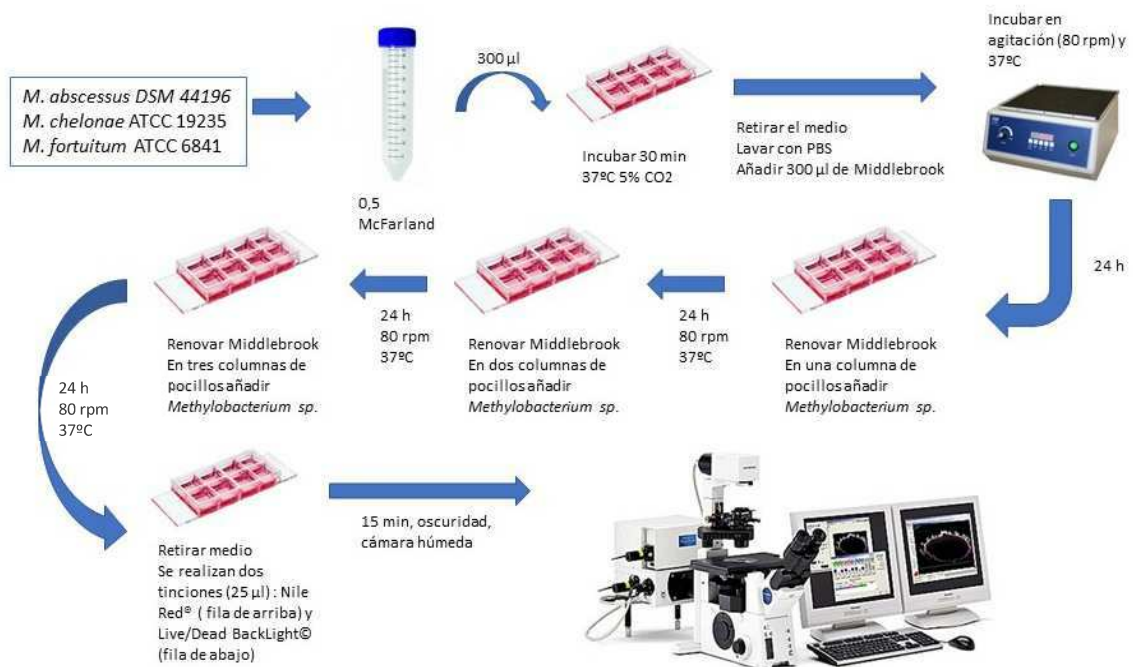 M. abscessus DSM 44196
M. chelonae ATCC 19235
M. fortuitum ATCC 6841
0,5
McFarland
300 µl
Incubar 30 min
37ºC 5% CO2
Retirar el medio
Lavar con PBS
Añadir 300 µl de Middlebrook
Incubar en
agitación (80 rpm) y
37ºC
24 h
Renovar Middlebrook
En una columna de
pocillos añadir
Methylobacterium sp.
24 h
80 rpm
37ºC
Renovar Middlebrook
En dos columnas de
pocillos añadir
Methylobacterium sp.
24 h
80 rpm
37ºC
Renovar Middlebrook
En tres columnas de
pocillos añadir
Methylobacterium sp.
24 h
80 rpm
37ºC
Retirar medio
Se realizan dos
tinciones (25 µl) : Nile
Red® ( fila de arriba) y
Live/Dead BackLight©
(fila de abajo)
15 min, oscuridad,
cámara húmeda